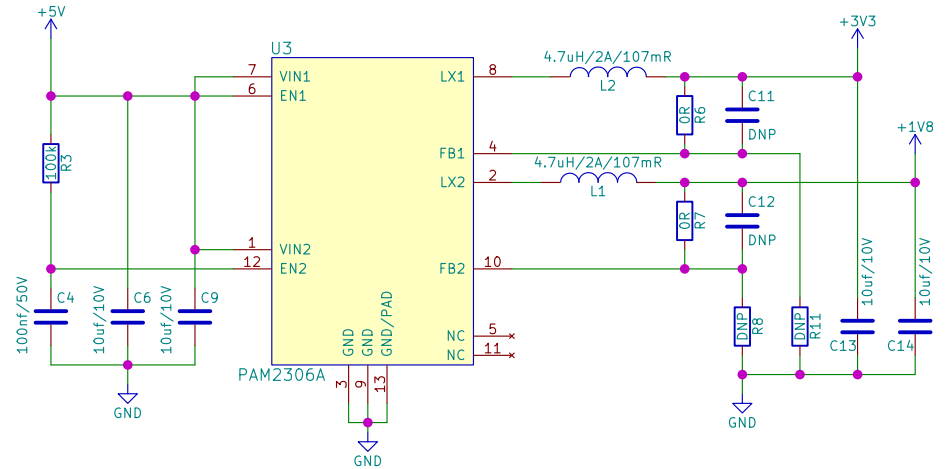 +5V
+3V3
U3
4.7uH/2A/107mR
7
VIN1
LX1
8
L2
6
EN1
0R
R6
C11
DNP
+1V8
100k
R3
FB1
4
4.7uH/2A/107mR
LX2
2
L1
0R
R7
C12
DNP
1
VIN2
12
EN2
FB2
10
100nf/50V
C4
10uf/10V
C6
10uf/10V
C9
GND
GND
GND/PAD
NC
5
NC
11
DNP
R8
DNP
R11
10uf/10V
C13
10uf/10V
C14
PAM2306A
3
9
13
GND
GND
GND